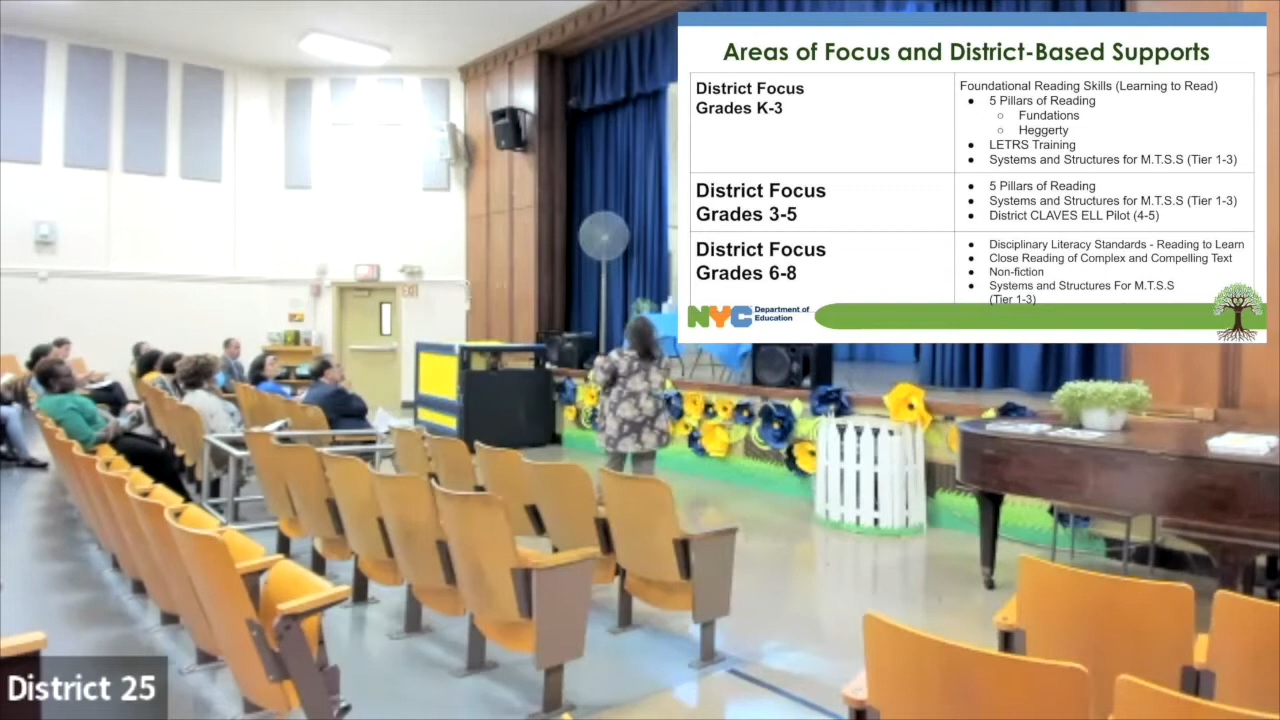 Areas of Focus and District-Based Supports
District Focus
Grades K-3
Foundational Reading Skills (Learning to Read)
● 5 Pillars of Reading
○ Fundations
○ Heggerty
● LETRS Training
● Systems and Structures for M.T.S.S (Tier 1-3)
District Focus
Grades 3-5
● 5 Pillars of Reading
● Systems and Structures for M.T.S.S (Tier 1-3)
● District CLAVES ELL Pilot (4-5)
District Focus
Grades 6-8
● Disciplinary Literacy Standards - Reading to Learn
● Close Reading of Complex and Compelling Text
● Non-fiction
● Systems and Structures For M.T.S.S
(Tier 1-3)
NYC Department of
Education
District 25